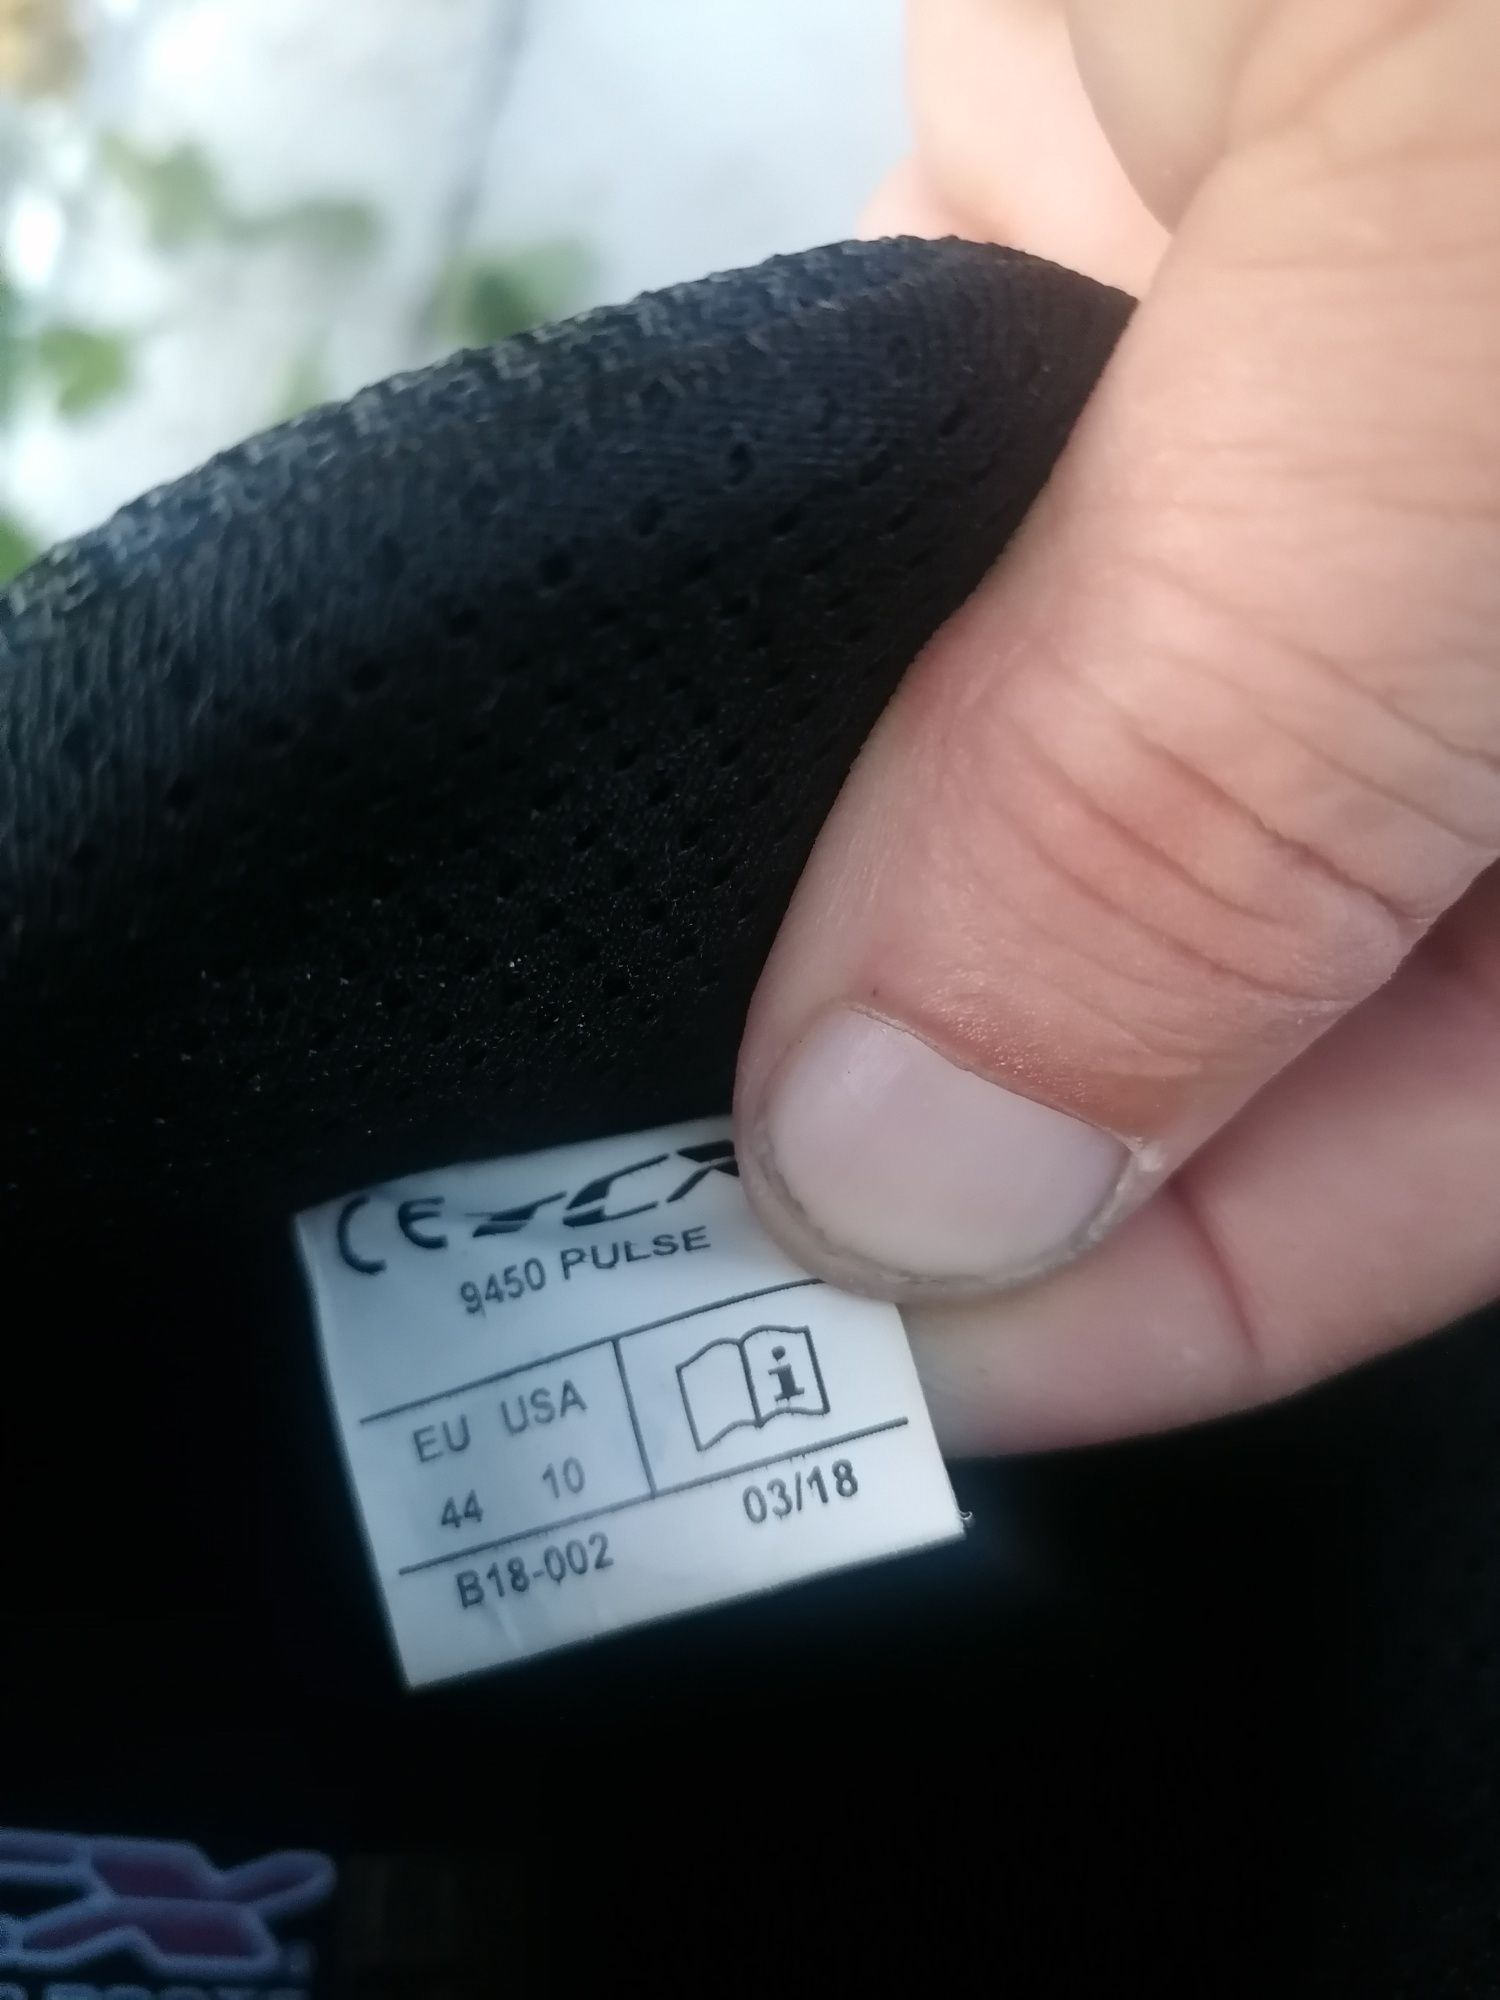 CE TCX
9450 PULSE
EU USA
44 10
i
03/18
B18-002